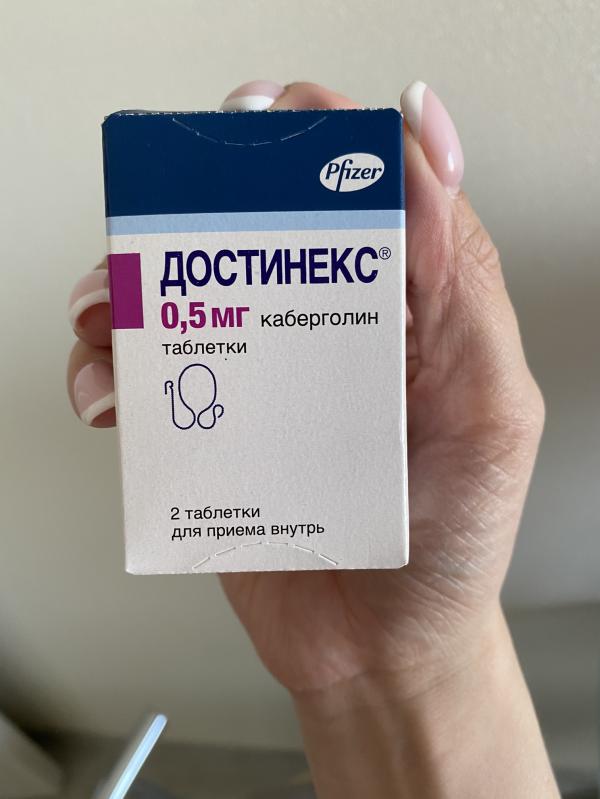 Pfizer
ДОСТИНЕКС®
0,5 мг каберголин
таблетки
2 таблетки
для приема внутрь